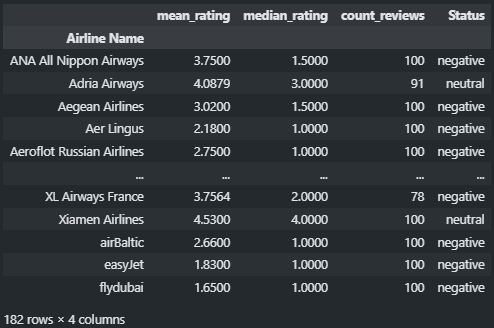 mean_rating median_rating count_reviews Status
Airline Name
ANA All Nippon Airways 3.7500 1.5000 100 negative
Adria Airways 4.0879 3.0000 91 neutral
Aegean Airlines 3.0200 1.5000 100 negative
Aer Lingus 2.1800 1.0000 100 negative
Aeroflot Russian Airlines 2.7500 1.0000 100 negative
... ... ... ... ...
XL Airways France 3.7564 2.0000 78 negative
Xiamen Airlines 4.5300 4.0000 100 neutral
airBaltic 2.6600 1.0000 100 negative
easyJet 1.8300 1.0000 100 negative
flydubai 1.6500 1.0000 100 negative
182 rows × 4 columns